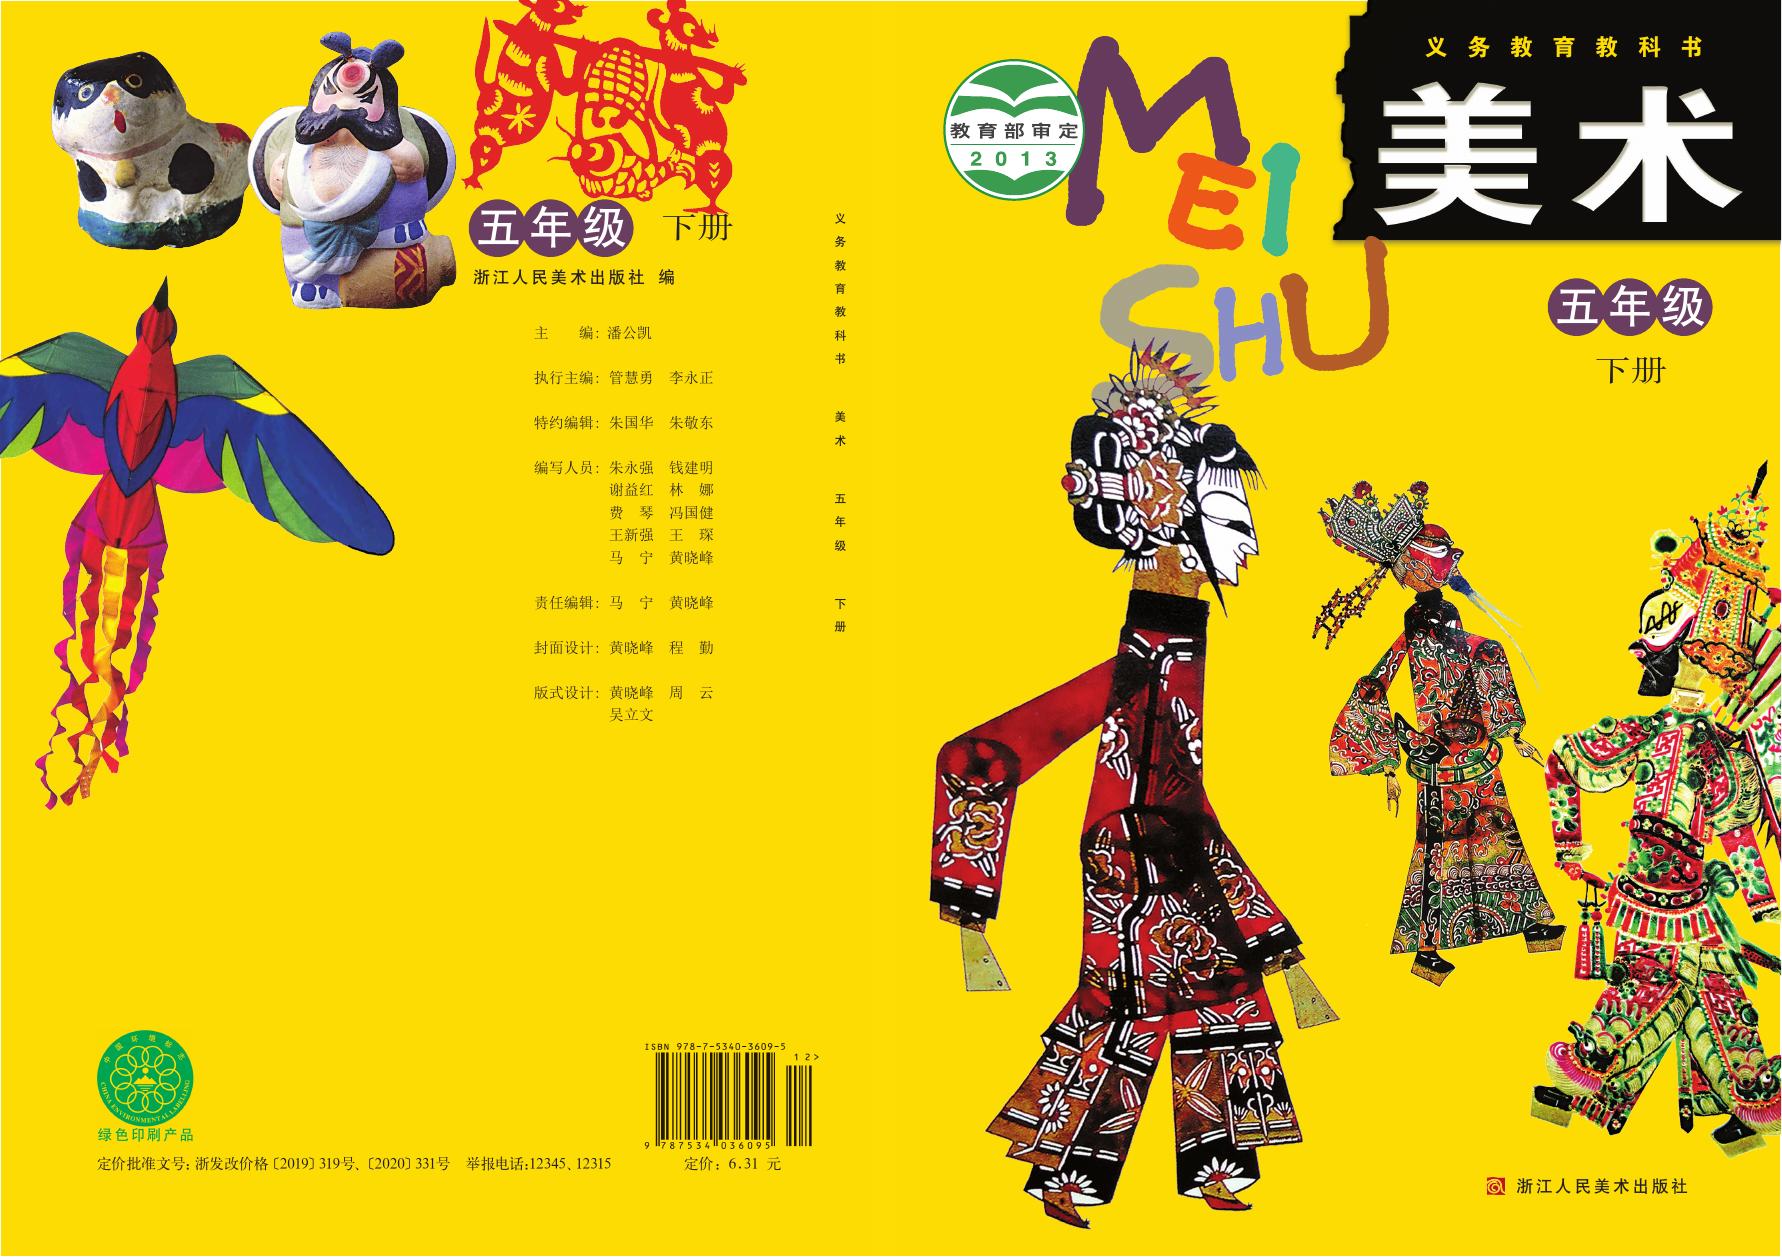 五年级 下册
浙江人民美术出版社 编
主 编：潘公凯
执行主编：管慧勇 李永正
特约编辑：朱国华 朱敬东
编写人员：朱永强 钱建明
谢益红 林 娜
费 琴 冯国健
王新强 王 琛
马 宁 黄晓峰
责任编辑：马 宁 黄晓峰
封面设计：黄晓峰 程 勤
版式设计：黄晓峰 周 云
吴立文
中国环境标志
CHINA ENVIRONMENTAL LABELLING
绿色印刷产品
定价批准文号：浙发改价格〔2019〕319号、〔2020〕331号 举报电话：12345、12315
ISBN 978-7-5340-3609-5
12>
9 787534 036095
定价：6.31 元
义务教育教科书 美术 五年级 下册
教育部审定
2013
MEI
SHU
义务教育教科书
美术
五年级
下册
浙江人民美术出版社